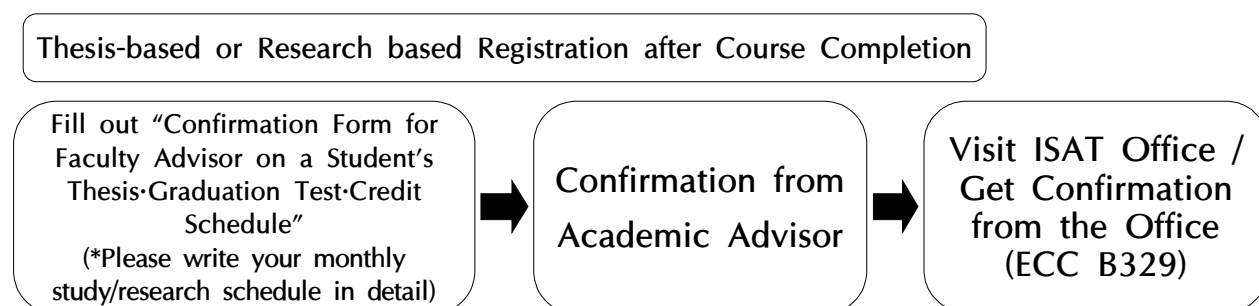 Thesis-based or Research based Registration after Course Completion
Fill out “Confirmation Form for
Faculty Advisor on a Student’s
Thesis·Graduation Test·Credit
Schedule”
(*Please write your monthly
study/research schedule in detail)
Confirmation from
Academic Advisor
Visit ISAT Office /
Get Confirmation
from the Office
(ECC B329)